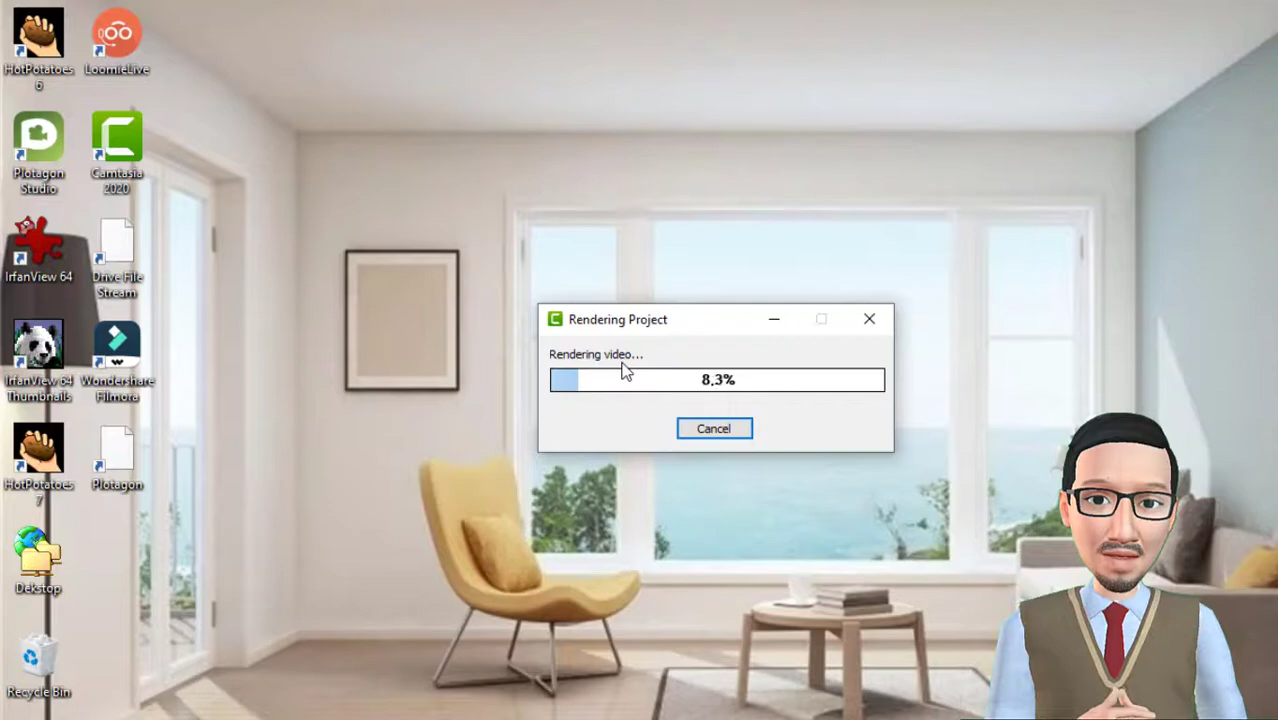 HotPotatoes
6
LoomieLive
Plotagon
Studio
Camtasia
2020
IrfanView 64
Drive File
Stream
IrfanView 64
Thumbnails
Wondershare
Filmora
HotPotatoes
7
Plotagon
Dekstop
Recycle Bin
Rendering Project
Rendering video...
8,3%
Cancel